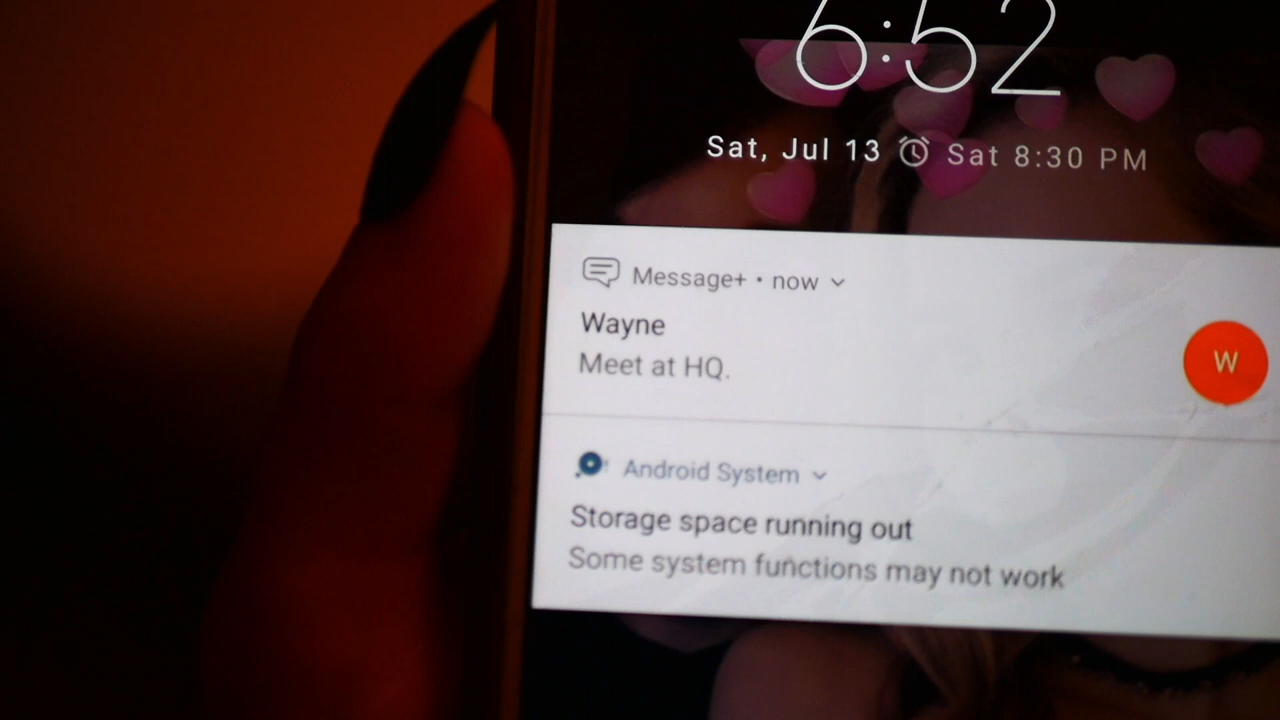 6:52
Sat, Jul 13 Sat 8:30 PM
Message+ • now
Wayne
Meet at HQ.
W
Android System
Storage space running out
Some system functions may not work